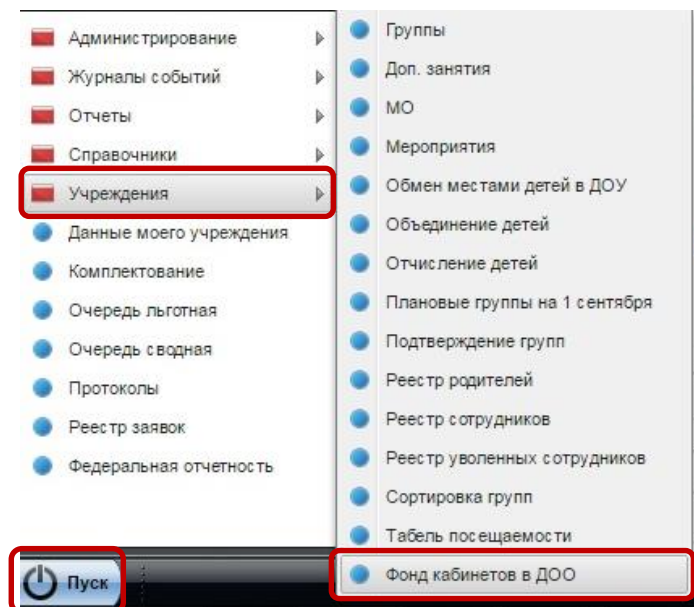 Администрирование
Журналы событий
Отчеты
Справочники
Учреждения
Данные моего учреждения
Комплектование
Очередь льготная
Очередь сводная
Протоколы
Реестр заявок
Федеральная отчетность
Пуск
Группы
Доп. занятия
МО
Мероприятия
Обмен местами детей в ДОУ
Объединение детей
Отчисление детей
Плановые группы на 1 сентября
Подтверждение групп
Реестр родителей
Реестр сотрудников
Реестр уволенных сотрудников
Сортировка групп
Табель посещаемости
Фонд кабинетов в ДОО